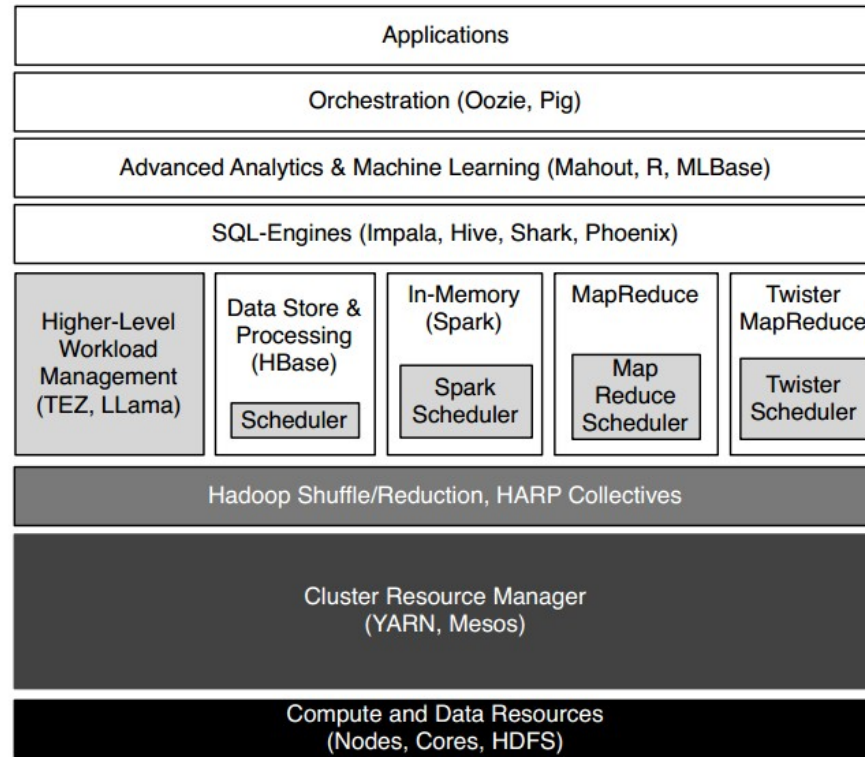 Applications
Orchestration (Oozie, Pig)
Advanced Analytics & Machine Learning (Mahout, R, MLBase)
SQL-Engines (Impala, Hive, Shark, Phoenix)
Higher-Level
Workload
Management
(TEZ, LLama)
Data Store &
Processing
(HBase)
Scheduler
In-Memory
(Spark)
Spark
Scheduler
MapReduce
Map
Reduce
Scheduler
Twister
MapReduce
Twister
Scheduler
Hadoop Shuffle/Reduction, HARP Collectives
Cluster Resource Manager
(YARN, Mesos)
Compute and Data Resources
(Nodes, Cores, HDFS)